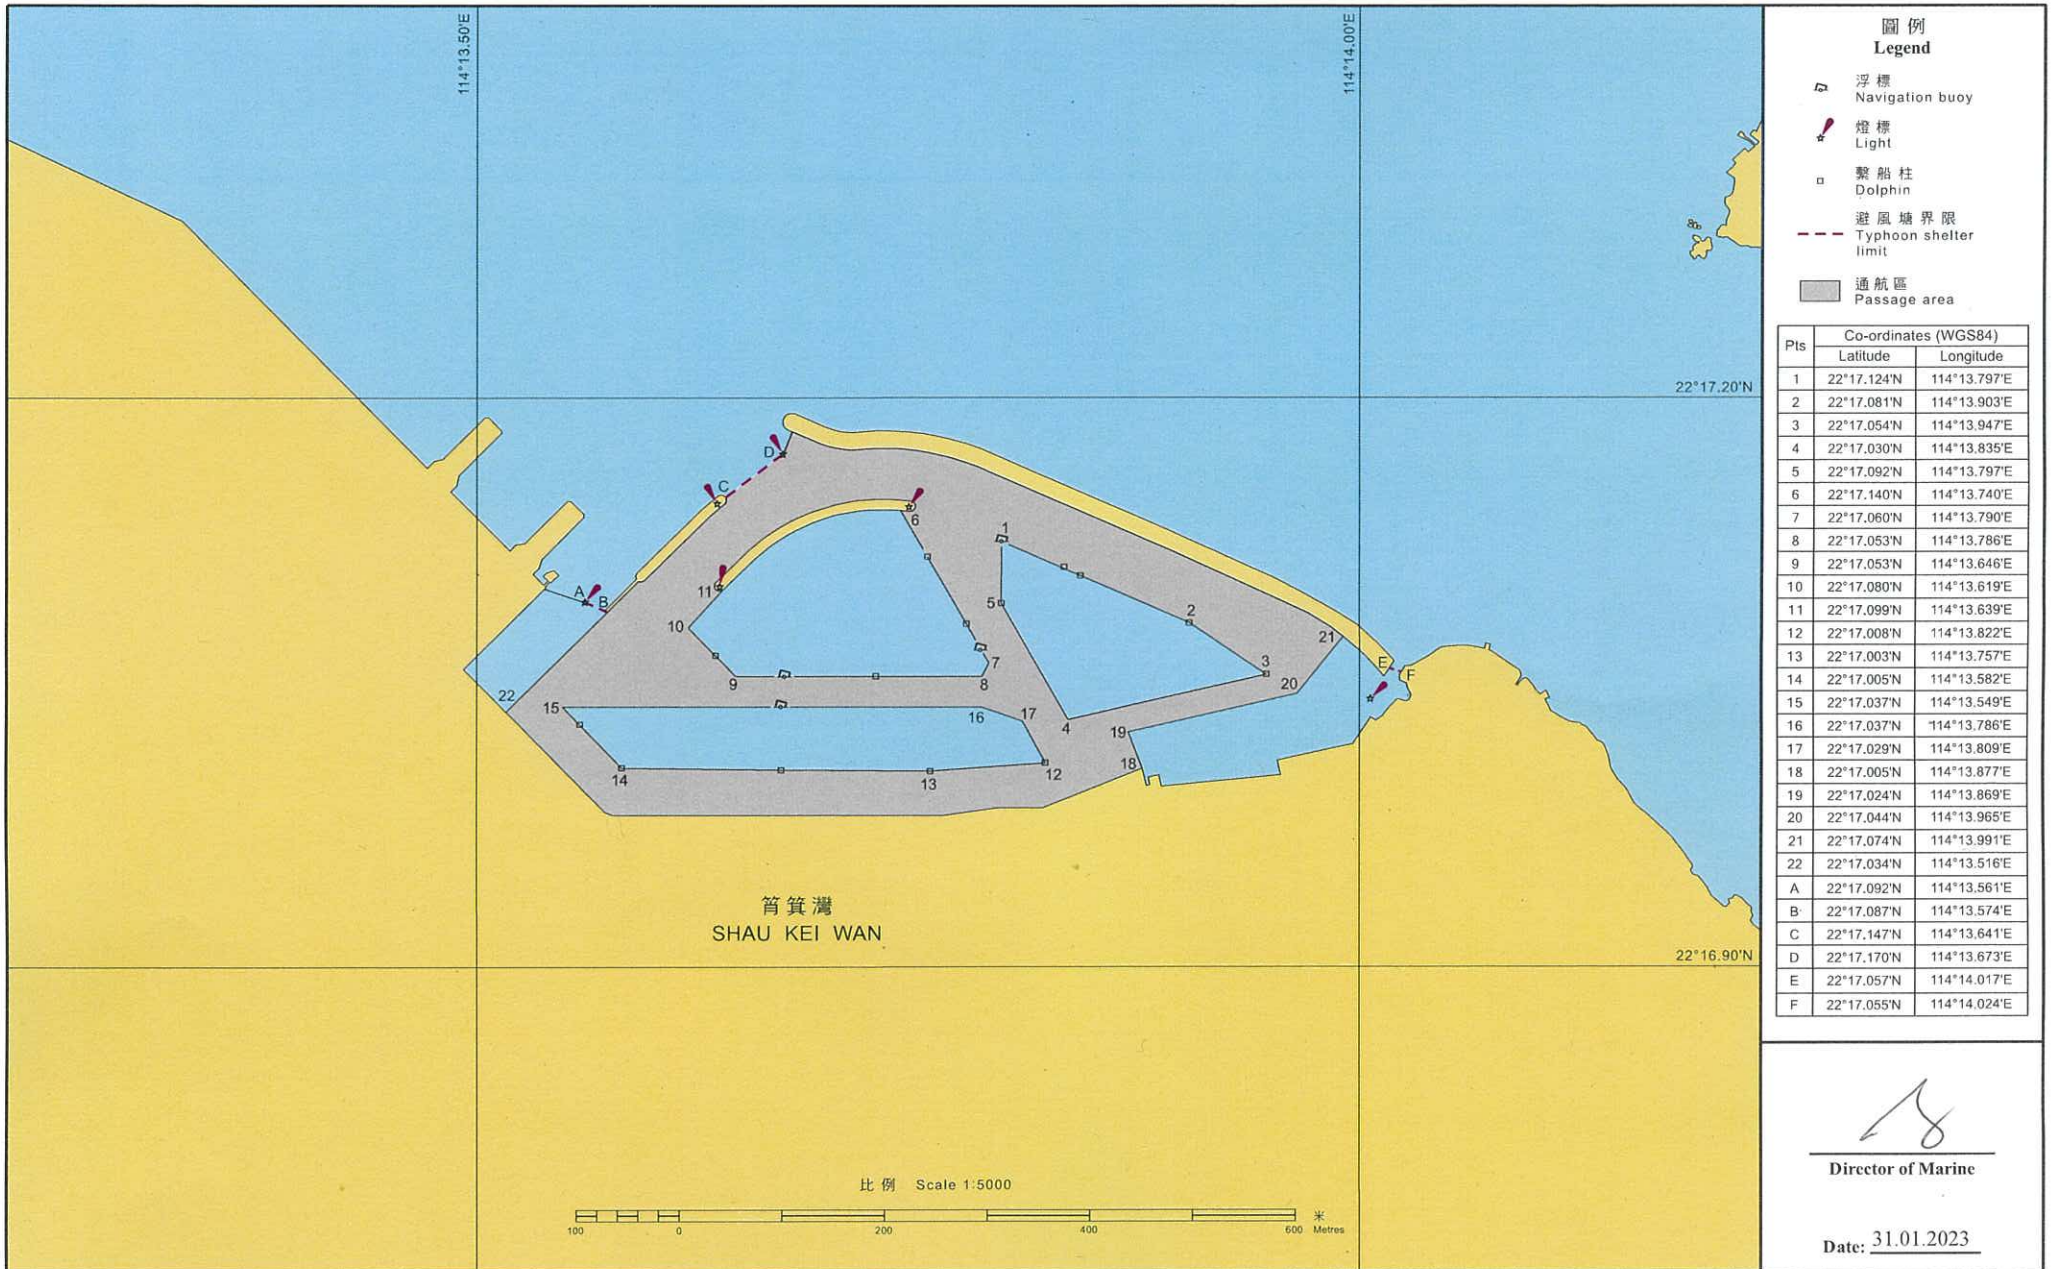 114°13.50'E
114°14.00'E
22°17.20'N
D
C
6
1
A
B
11
5
2
10
21
7
3
E
F
9
8
20
22
15
16
17
4
19
14
13
12
18
筲箕灣
SHAU KEI WAN
22°16.90'N
比例 Scale 1:5000
100 0 200 400 600 米 Metres
圖例
Legend
浮標
Navigation buoy
燈標
Light
繫船柱
Dolphin
避風塘界限
Typhoon shelter
limit
通航區
Passage area
Pts Co-ordinates (WGS84)
Latitude Longitude
1 22°17.124'N 114°13.797'E
2 22°17.081'N 114°13.903'E
3 22°17.054'N 114°13.947'E
4 22°17.030'N 114°13.835'E
5 22°17.092'N 114°13.797'E
6 22°17.140'N 114°13.740'E
7 22°17.060'N 114°13.790'E
8 22°17.053'N 114°13.786'E
9 22°17.053'N 114°13.646'E
10 22°17.080'N 114°13.619'E
11 22°17.099'N 114°13.639'E
12 22°17.008'N 114°13.822'E
13 22°17.003'N 114°13.757'E
14 22°17.005'N 114°13.582'E
15 22°17.037'N 114°13.549'E
16 22°17.037'N 114°13.786'E
17 22°17.029'N 114°13.809'E
18 22°17.005'N 114°13.877'E
19 22°17.024'N 114°13.869'E
20 22°17.044'N 114°13.965'E
21 22°17.074'N 114°13.991'E
22 22°17.034'N 114°13.516'E
A 22°17.092'N 114°13.561'E
B 22°17.087'N 114°13.574'E
C 22°17.147'N 114°13.641'E
D 22°17.170'N 114°13.673'E
E 22°17.057'N 114°14.017'E
F 22°17.055'N 114°14.024'E
Director of Marine
Date: 31.01.2023